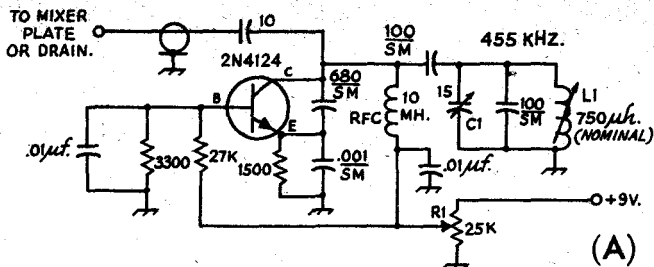 TO MIXER
PLATE
OR DRAIN.
10
2N4124
C
B
E
680
SM
100
SM
455 KHZ.
.01µf.
3300
27K
1500
.001
SM
RFC
10
MH.
15
C1
100
SM
L1
750µh.
(NOMINAL)
.01µf.
R1
25K
+9V.
(A)